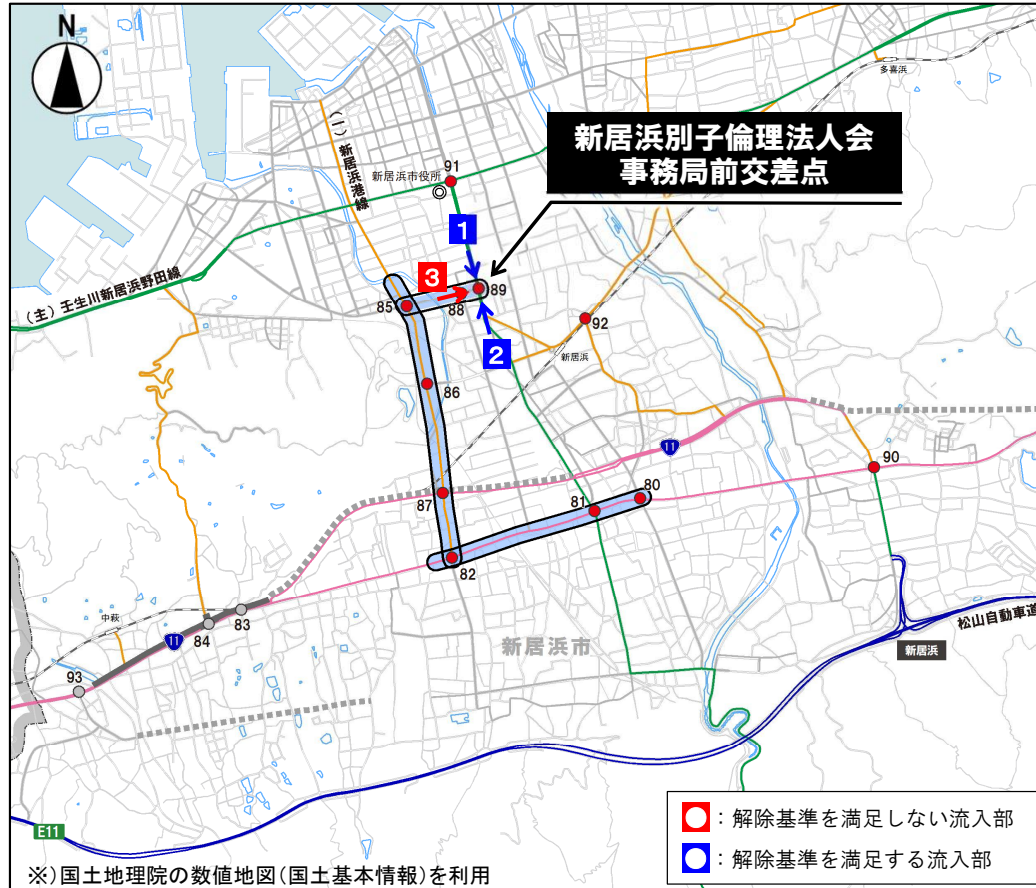 N
多喜浜
(一)新居浜港線
新居浜別子倫理法人会
事務局前交差点
91
新居浜市役所
1
(主)壬生川新居浜野田線
3
89
85
88
92
2
新居浜
86
11
90
80
87
81
82
83
中萩
84
松山自動車道
11
新居浜市
新居浜
93
:解除基準を満足しない流入部
E11
:解除基準を満足する流入部
※)国土地理院の数値地図(国土基本情報)を利用